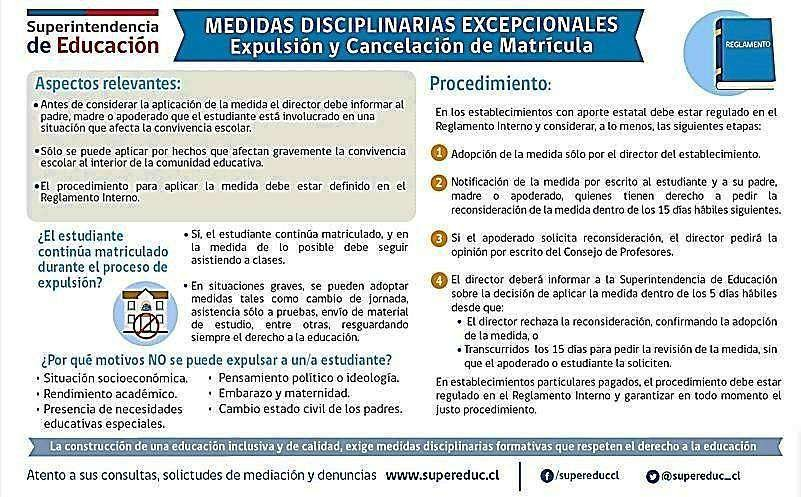 Superintendencia
de Educación
MEDIDAS DISCIPLINARIAS EXCEPCIONALES
Expulsión y Cancelación de Matrícula
REGLAMENTO
Aspectos relevantes:
• Antes de considerar la aplicación de la medida el director debe informar al
padre, madre o apoderado que el estudiante está involucrado en una
situación que afecta la convivencia escolar.
• Sólo se puede aplicar por hechos que afectan gravemente la convivencia
escolar al interior de la comunidad educativa.
• El procedimiento para aplicar la medida debe estar definido en el
Reglamento Interno.
¿El estudiante
continúa matriculado
durante el proceso de
expulsión?
• Sí, el estudiante continúa matriculado, y en
la medida de lo posible debe seguir
asistiendo a clases.
• En situaciones graves, se pueden adoptar
medidas tales como cambio de jornada,
asistencia sólo a pruebas, envío de material
de estudio, entre otras, resguardando
siempre el derecho a la educación.
¿Por qué motivos NO se puede expulsar a un/a estudiante?
• Situación socioeconómica.
• Rendimiento académico.
• Presencia de necesidades
educativas especiales.
• Pensamiento político o ideología.
• Embarazo y maternidad.
• Cambio estado civil de los padres.
Procedimiento:
En los establecimientos con aporte estatal debe estar regulado en el
Reglamento Interno y considerar, a lo menos, las siguientes etapas:
1 Adopción de la medida sólo por el director del establecimiento.
2 Notificación de la medida por escrito al estudiante y a su padre,
madre o apoderado, quienes tienen derecho a pedir la
reconsideración de la medida dentro de los 15 días hábiles siguientes.
3 Si el apoderado solicita reconsideración, el director pedirá la
opinión por escrito del Consejo de Profesores.
4 El director deberá informar a la Superintendencia de Educación
sobre la decisión de aplicar la medida dentro de los 5 días hábiles
desde que:
• El director rechaza la reconsideración, confirmando la adopción
de la medida, o
• Transcurridos los 15 días para pedir la revisión de la medida, sin
que el apoderado o estudiante la soliciten.
En establecimientos particulares pagados, el procedimiento debe estar
regulado en el Reglamento Interno y garantizar en todo momento el
justo procedimiento.
La construcción de una educación inclusiva y de calidad, exige medidas disciplinarias formativas que respeten el derecho a la educación
Atento a sus consultas, solictudes de mediación y denuncias www.supereduc.cl
/supereduccl
@supereduc_cl